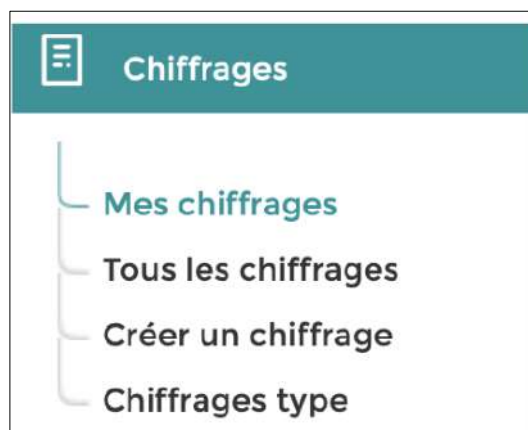 Chiffrages
Mes chiffrages
Tous les chiffrages
Créer un chiffrage
Chiffrages type